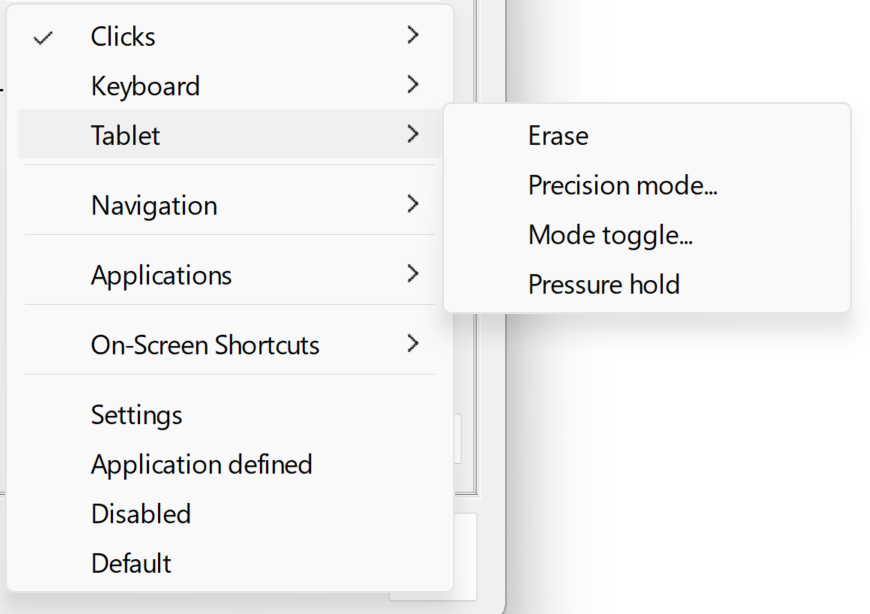 Clicks
Keyboard
Tablet
Navigation
Applications
On-Screen Shortcuts
Settings
Application defined
Disabled
Default
Erase
Precision mode...
Mode toggle...
Pressure hold